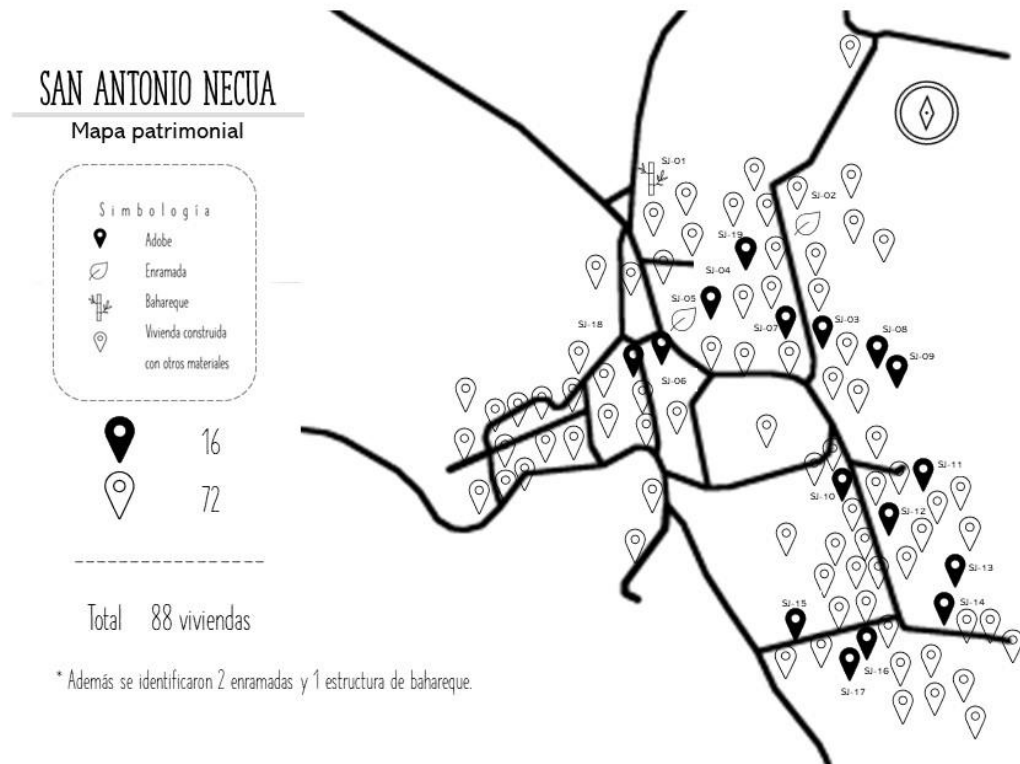 SAN ANTONIO NECUA
Mapa patrimonial
Simbología
Adobe
Enramada
Bahareque
Vivienda construida
con otros materiales
16
72
Total 88 viviendas
* Además se identificaron 2 enramadas y 1 estructura de bahareque.
SJ-01
SJ-02
SJ-19
SJ-04
SJ-05
SJ-07
SJ-03
SJ-18
SJ-08
SJ-09
SJ-06
SJ-11
SJ-10
SJ-12
SJ-13
SJ-15
SJ-14
SJ-16
SJ-17